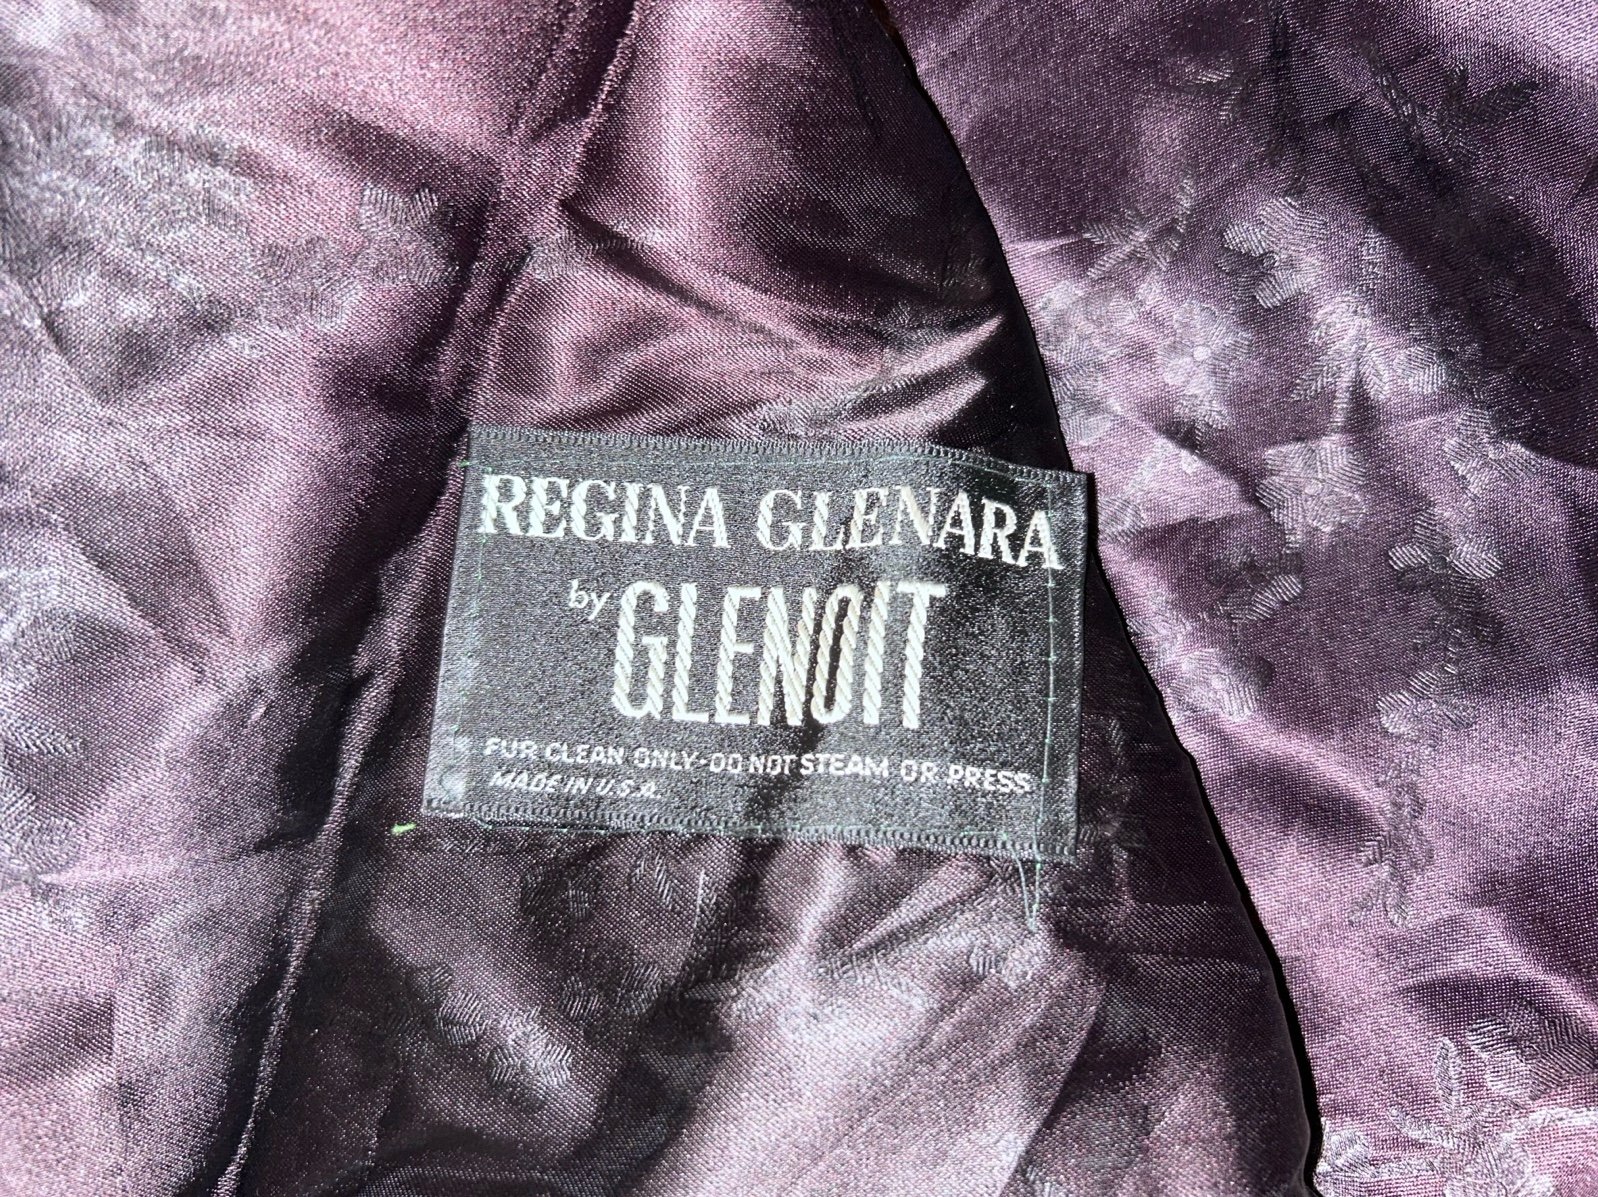 REGINA GLENARA
by GLENOIT
FUR CLEAN ONLY-DO NOT STEAM OR PRESS
MADE IN U.S.A.